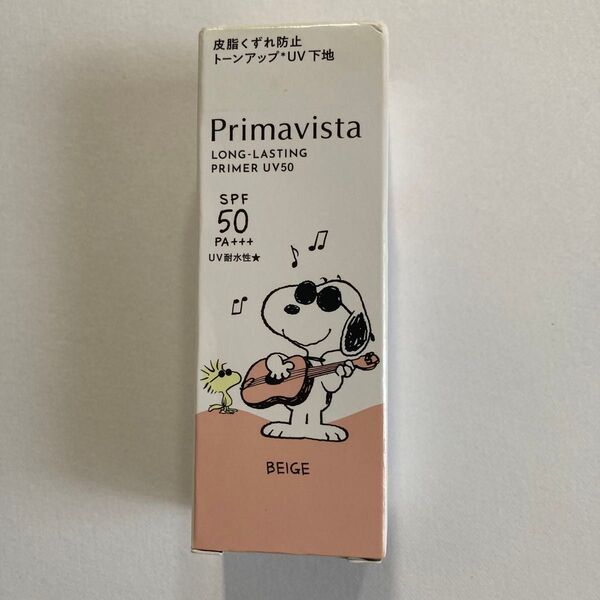 皮脂くずれ防止
トーンアップ*UV下地
Primavista
LONG-LASTING
PRIMER UV50
SPF
50
PA+++
UV耐水性★
BEIGE